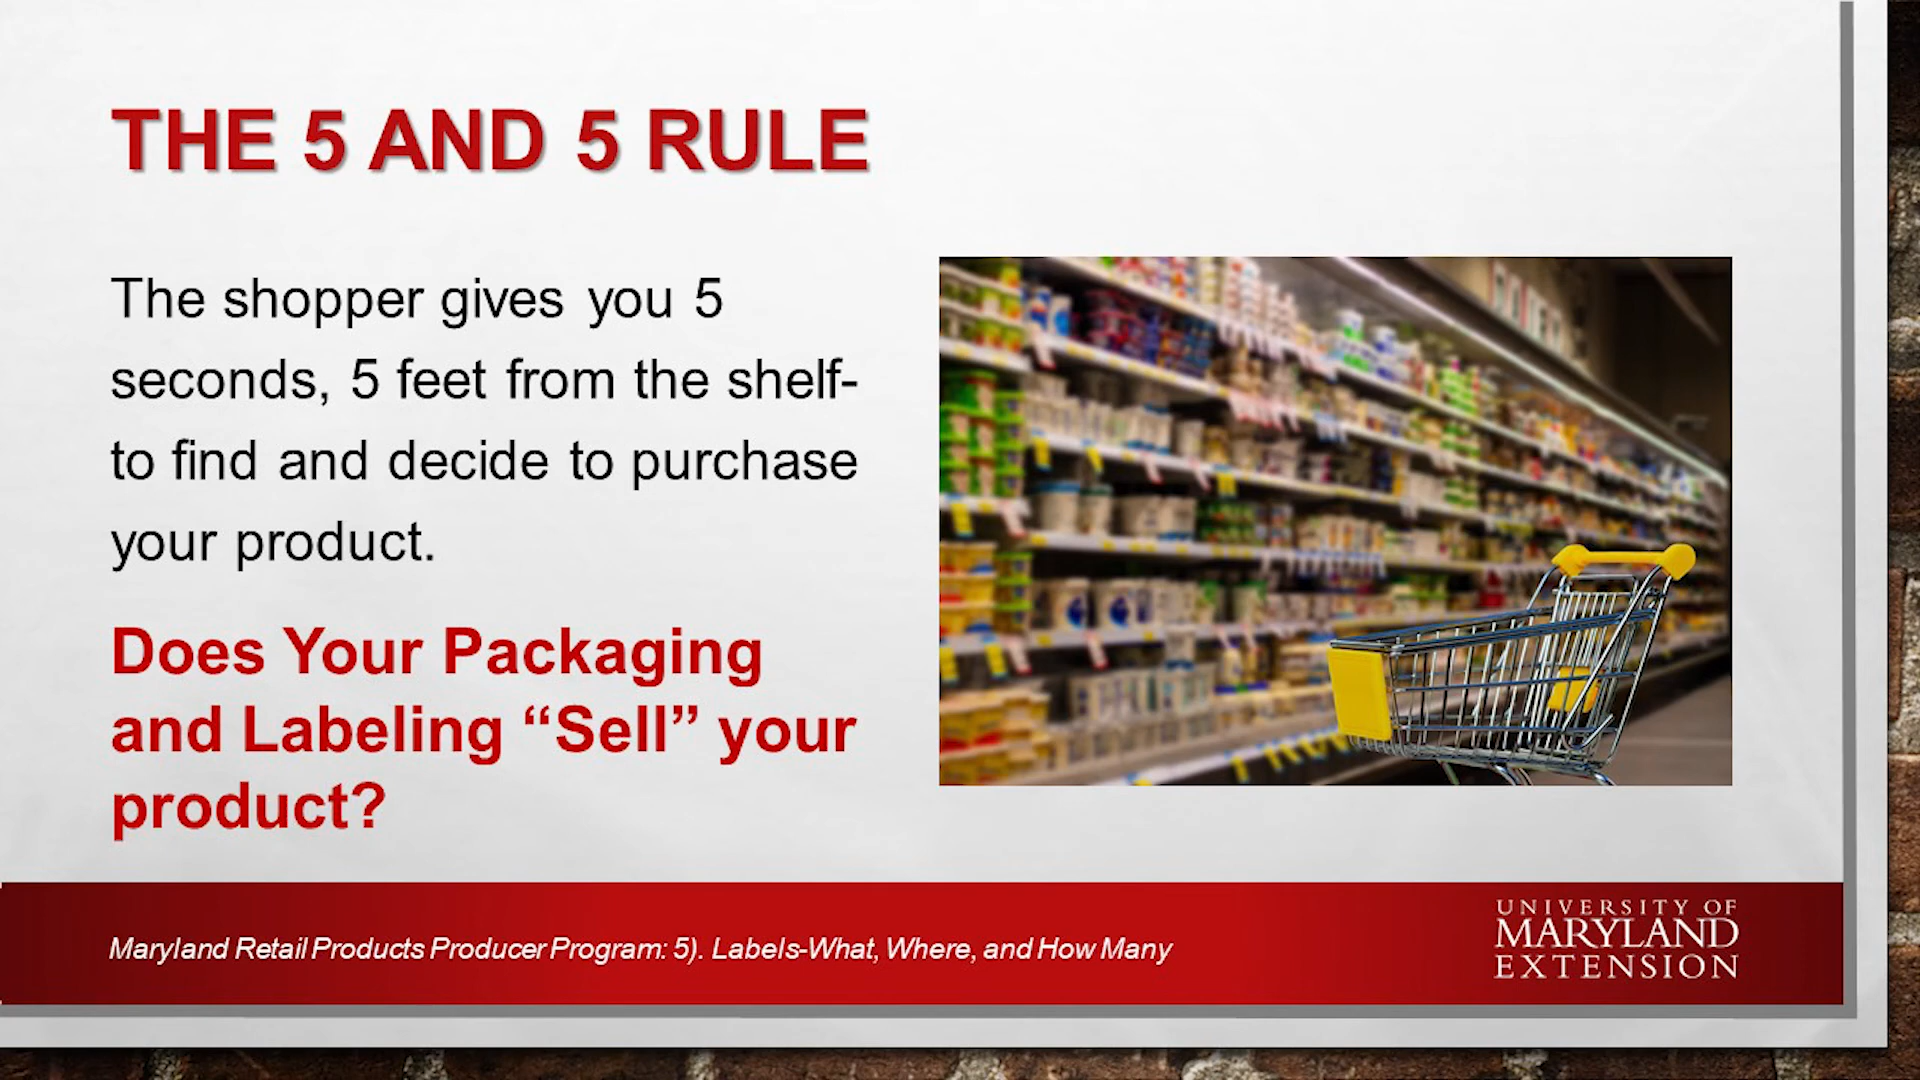 THE 5 AND 5 RULE
The shopper gives you 5
seconds, 5 feet from the shelf-
to find and decide to purchase
your product.
Does Your Packaging
and Labeling “Sell” your
product?
Maryland Retail Products Producer Program: 5). Labels-What, Where, and How Many
UNIVERSITY OF
MARYLAND
EXTENSION